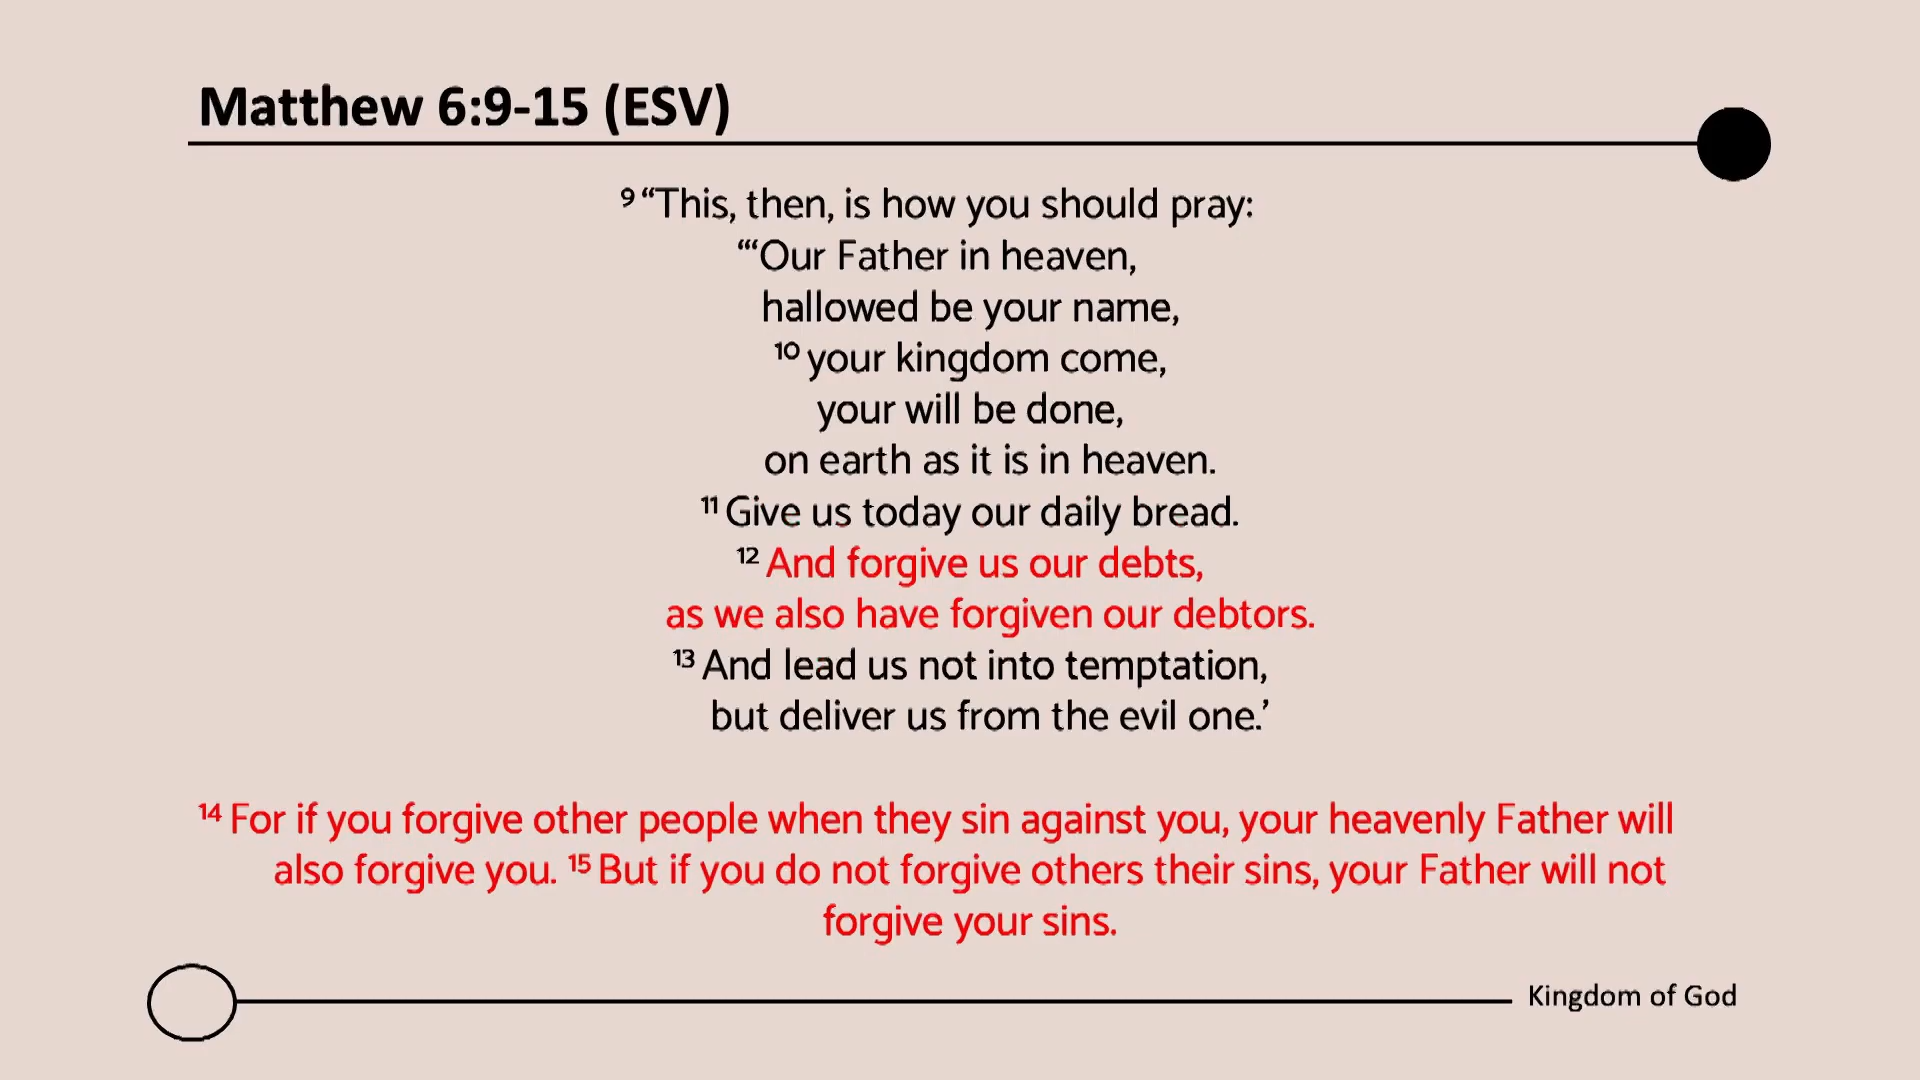 Matthew 6:9-15 (ESV)
⁹ “This, then, is how you should pray:
“‘Our Father in heaven,
hallowed be your name,
¹⁰ your kingdom come,
your will be done,
on earth as it is in heaven.
¹¹ Give us today our daily bread.
¹² And forgive us our debts,
as we also have forgiven our debtors.
¹³ And lead us not into temptation,
but deliver us from the evil one.’
¹⁴ For if you forgive other people when they sin against you, your heavenly Father will
also forgive you. ¹⁵ But if you do not forgive others their sins, your Father will not
forgive your sins.
Kingdom of God